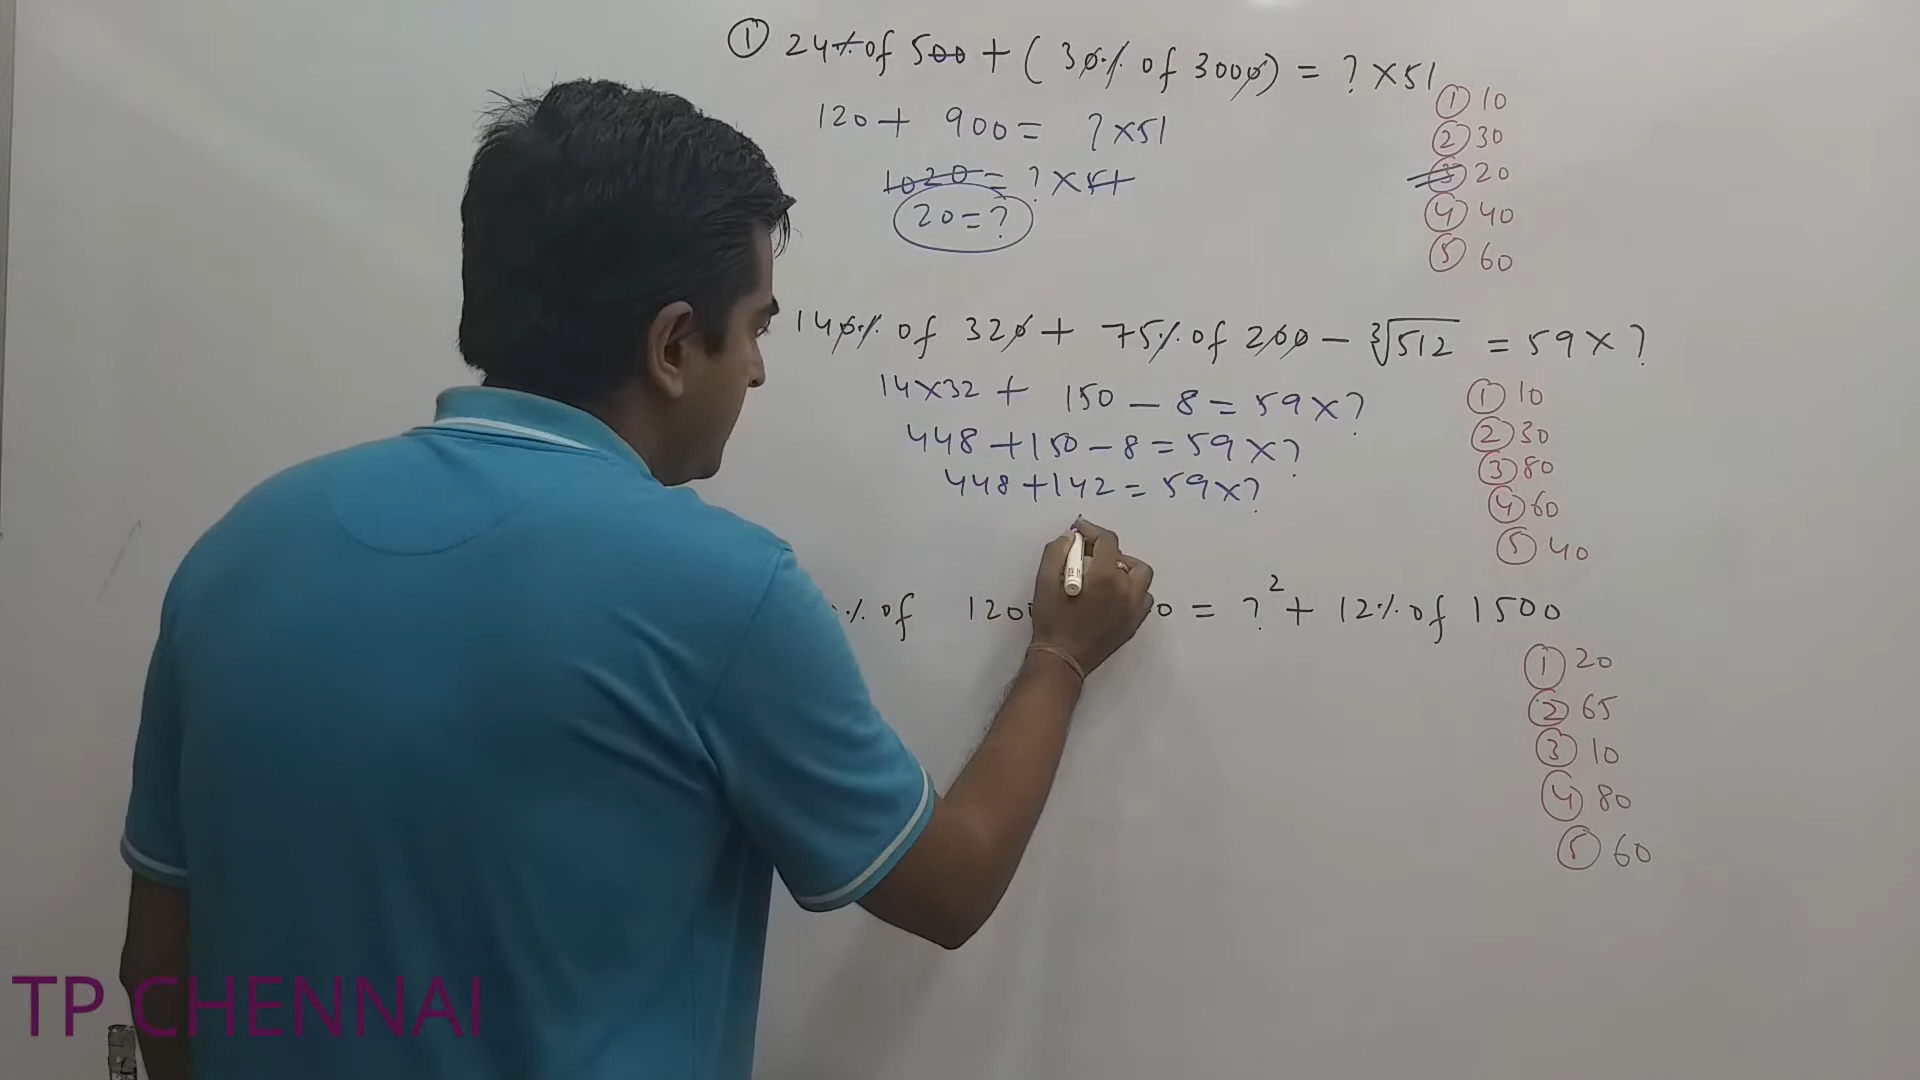 ① 24% of 500 + ( 30% of 3000) = ? × 51
① 10
120 + 900 = ? × 51
② 30
1020 = ? × 51
③ 20
20 = ?
④ 40
⑤ 60
140% of 320 + 75% of 200 − ∛512 = 59 × ?
14 × 32 + 150 − 8 = 59 × ?
① 10
448 + 150 − 8 = 59 × ?
② 30
③ 80
448 + 142 = 59 × ?
④ 60
⑤ 40
% of 120 0 = ?² + 12% of 1500
① 20
② 65
③ 10
④ 80
⑤ 60
TP CHENNAI